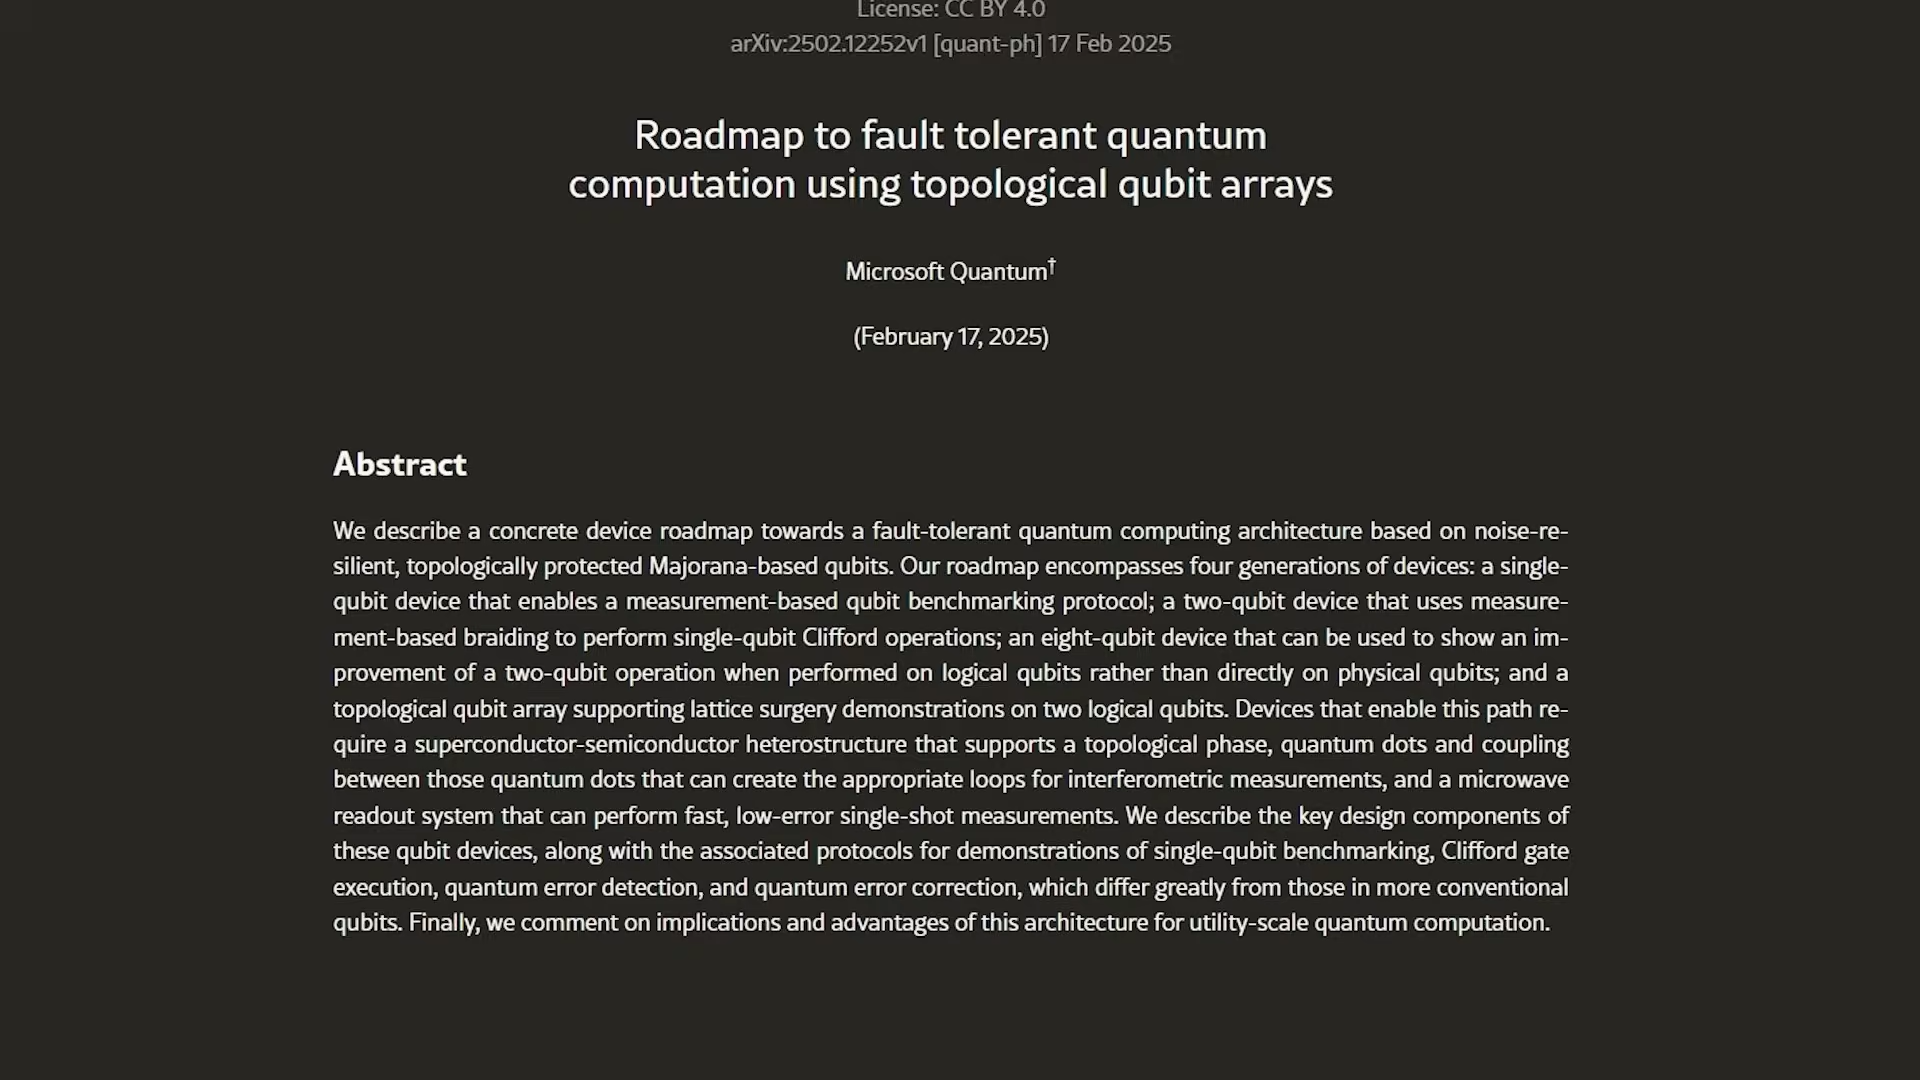 License: CC BY 4.0
arXiv:2502.12252v1 [quant-ph] 17 Feb 2025
Roadmap to fault tolerant quantum
computation using topological qubit arrays
Microsoft Quantum†
(February 17, 2025)
Abstract
We describe a concrete device roadmap towards a fault-tolerant quantum computing architecture based on noise-re-
silient, topologically protected Majorana-based qubits. Our roadmap encompasses four generations of devices: a single-
qubit device that enables a measurement-based qubit benchmarking protocol; a two-qubit device that uses measure-
ment-based braiding to perform single-qubit Clifford operations; an eight-qubit device that can be used to show an im-
provement of a two-qubit operation when performed on logical qubits rather than directly on physical qubits; and a
topological qubit array supporting lattice surgery demonstrations on two logical qubits. Devices that enable this path re-
quire a superconductor-semiconductor heterostructure that supports a topological phase, quantum dots and coupling
between those quantum dots that can create the appropriate loops for interferometric measurements, and a microwave
readout system that can perform fast, low-error single-shot measurements. We describe the key design components of
these qubit devices, along with the associated protocols for demonstrations of single-qubit benchmarking, Clifford gate
execution, quantum error detection, and quantum error correction, which differ greatly from those in more conventional
qubits. Finally, we comment on implications and advantages of this architecture for utility-scale quantum computation.